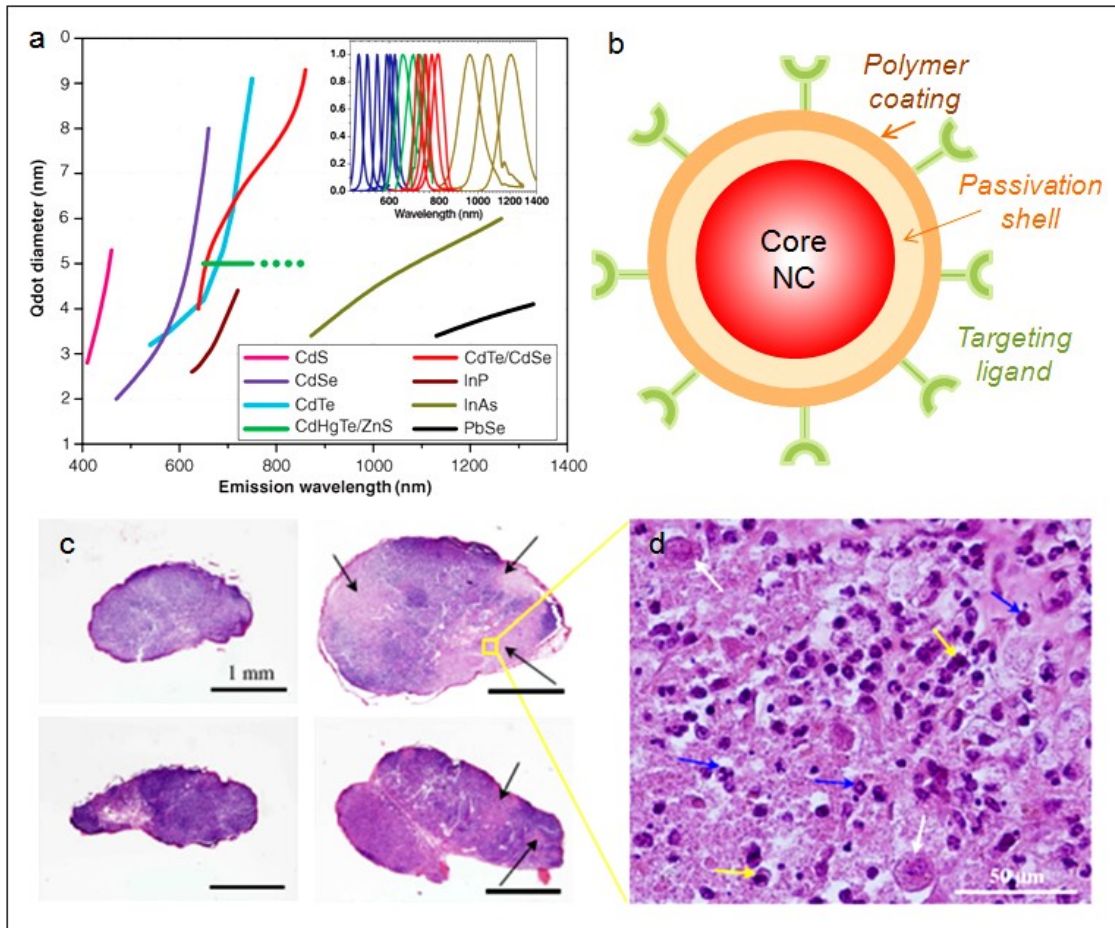 a
0
9
8
7
6
5
4
3
2
1
Qdot diameter (nm)
400
600
800
1000
1200
1400
Emission wavelength (nm)
1.0
0.8
0.6
0.4
0.2
0.0
600
800
1000
1200
1400
Wavelength (nm)
CdS
CdSe
CdTe
CdHgTe/ZnS
CdTe/CdSe
InP
InAs
PbSe
b
Polymer
coating
Passivation
shell
Core
NC
Targeting
ligand
c
1 mm
d
50 μm